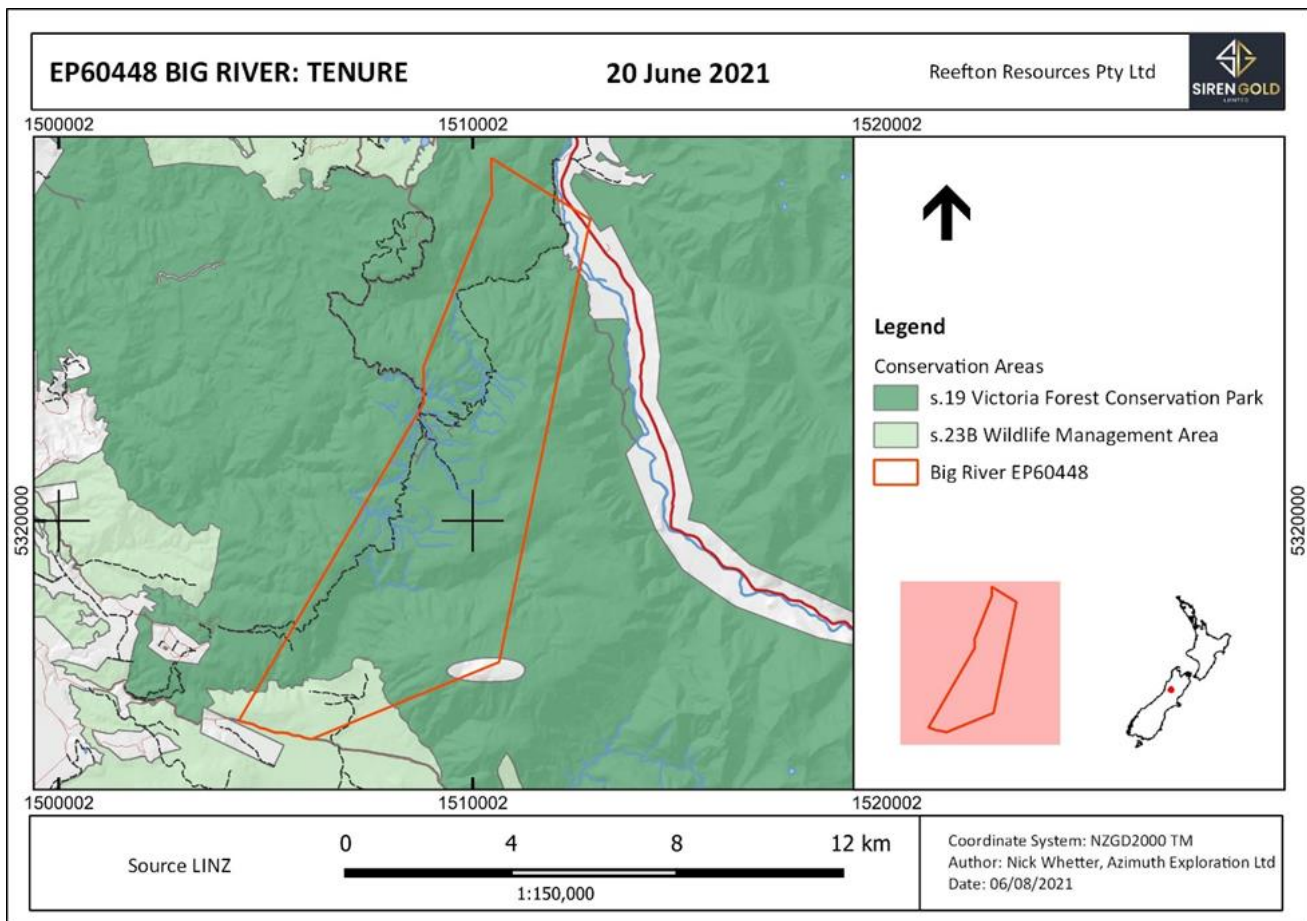 EP60448 BIG RIVER: TENURE
20 June 2021
Reefton Resources Pty Ltd
SG
SIREN GOLD
LIMITED
1500002
1510002
1520002
5320000
5320000
Legend
Conservation Areas
s.19 Victoria Forest Conservation Park
s.23B Wildlife Management Area
Big River EP60448
1500002
1510002
1520002
Source LINZ
0 4 8 12 km
1:150,000
Coordinate System: NZGD2000 TM
Author: Nick Whetter, Azimuth Exploration Ltd
Date: 06/08/2021